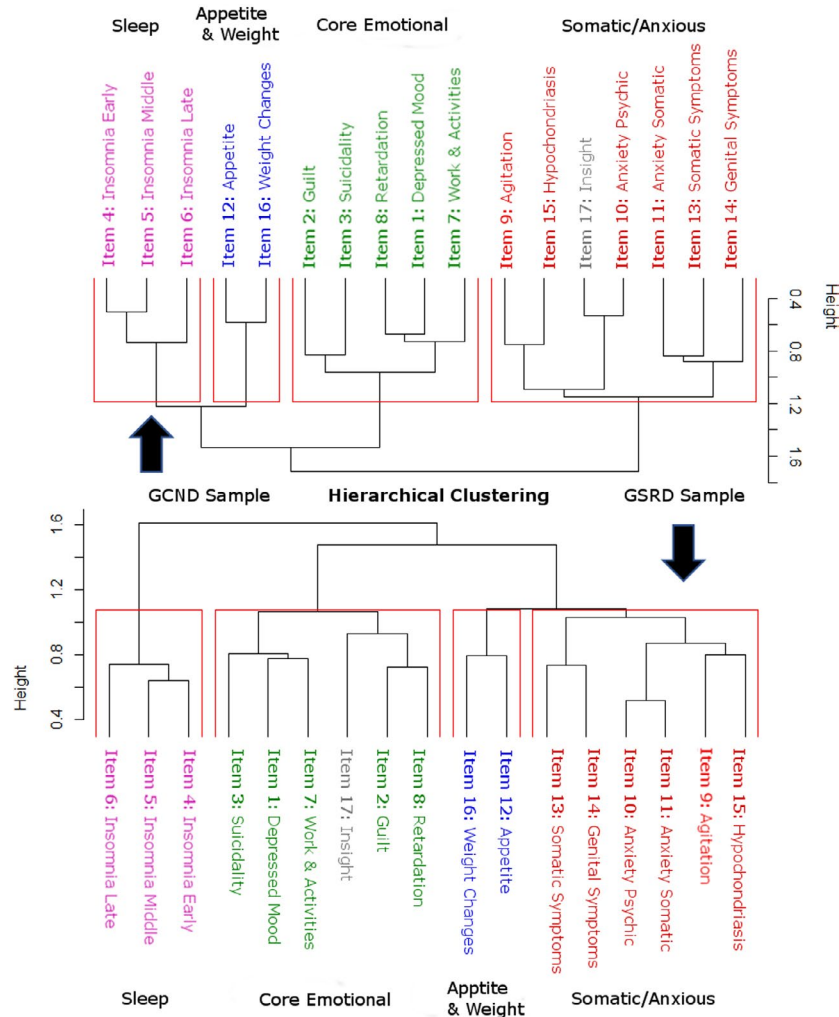 Sleep
Appetite
& Weight
Core Emotional
Somatic/Anxious
Item 4: Insomnia Early
Item 5: Insomnia Middle
Item 6: Insomnia Late
Item 12: Appetite
Item 16: Weight Changes
Item 2: Guilt
Item 3: Suicidality
Item 8: Retardation
Item 1: Depressed Mood
Item 7: Work & Activities
Item 9: Agitation
Item 15: Hypochondriasis
Item 17: Insight
Item 10: Anxiety Psychic
Item 11: Anxiety Somatic
Item 13: Somatic Symptoms
Item 14: Genital Symptoms
Height
0.4
0.8
1.2
1.6
GCND Sample
Hierarchical Clustering
GSRD Sample
Height
1.6
1.2
0.8
0.4
Item 6: Insomnia Late
Item 5: Insomnia Middle
Item 4: Insomnia Early
Item 3: Suicidality
Item 1: Depressed Mood
Item 7: Work & Activities
Item 17: Insight
Item 2: Guilt
Item 8: Retardation
Item 16: Weight Changes
Item 12: Appetite
Item 13: Somatic Symptoms
Item 14: Genital Symptoms
Item 10: Anxiety Psychic
Item 11: Anxiety Somatic
Item 9: Agitation
Item 15: Hypochondriasis
Sleep
Core Emotional
Apptite
& Weight
Somatic/Anxious